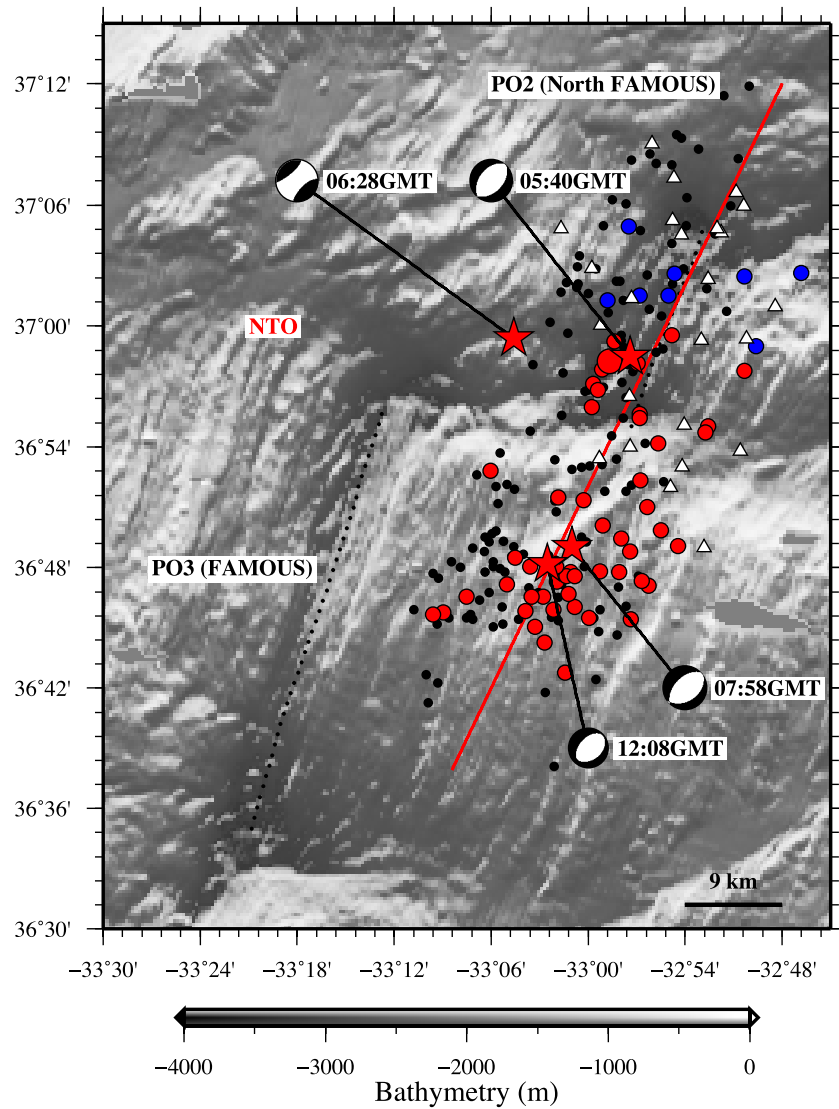 37°12'
PO2 (North FAMOUS)
06:28GMT
05:40GMT
37°06'
37°00'
NTO
36°54'
36°48'
PO3 (FAMOUS)
36°42'
07:58GMT
12:08GMT
36°36'
9 km
36°30'
−33°30'
−33°24'
−33°18'
−33°12'
−33°06'
−33°00'
−32°54'
−32°48'
−4000
−3000
−2000
−1000
0
Bathymetry (m)